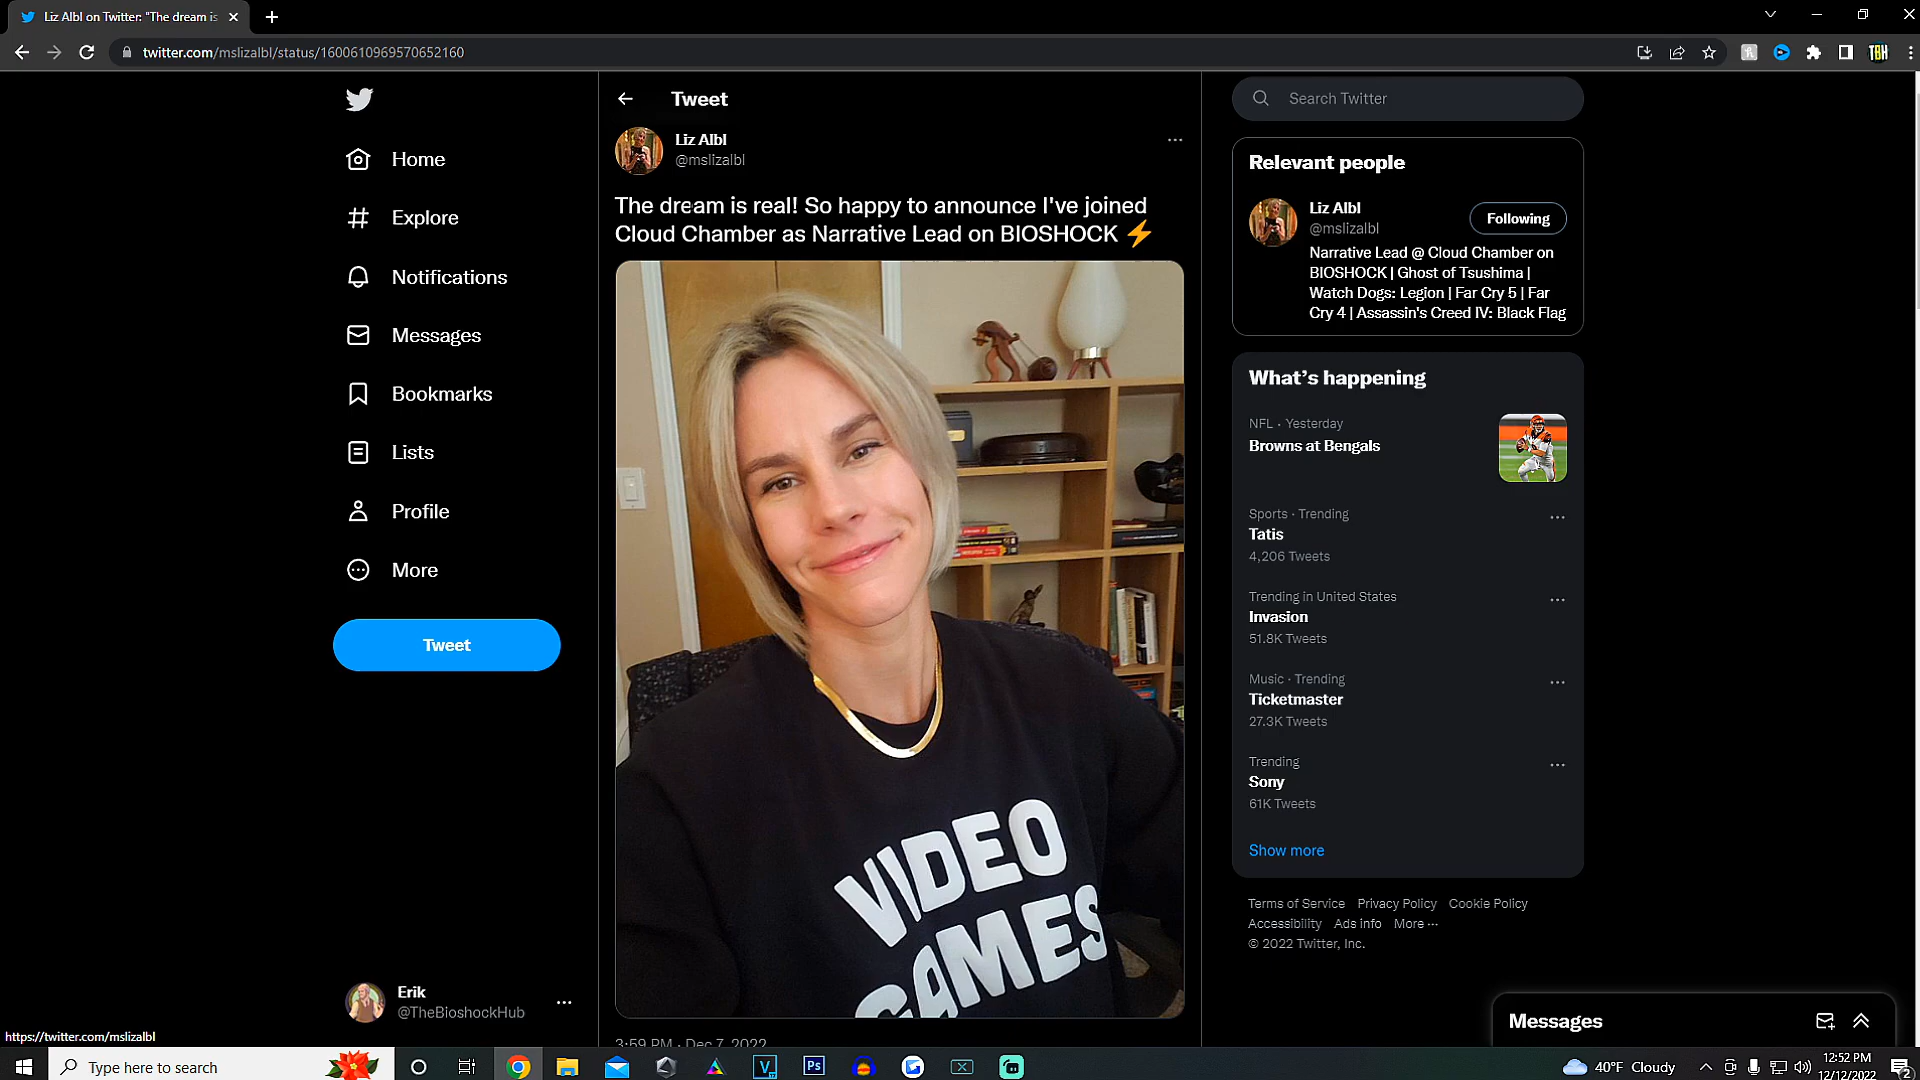 Liz Albl on Twitter: "The dream is
twitter.com/mslizalbl/status/1600610969570652160
TBH
Home
Explore
Notifications
Messages
Bookmarks
Lists
Profile
More
Tweet
Erik
@TheBioshockHub
https://twitter.com/mslizalbl
Tweet
Liz Albl
@mslizalbl
The dream is real! So happy to announce I've joined
Cloud Chamber as Narrative Lead on BIOSHOCK ⚡
VIDEO
GAMES
3:59 PM · Dec 7, 2022
Search Twitter
Relevant people
Liz Albl
@mslizalbl
Following
Narrative Lead @ Cloud Chamber on
BIOSHOCK | Ghost of Tsushima |
Watch Dogs: Legion | Far Cry 5 | Far
Cry 4 | Assassin's Creed IV: Black Flag
What's happening
NFL · Yesterday
Browns at Bengals
Sports · Trending
Tatis
4,206 Tweets
Trending in United States
Invasion
51.8K Tweets
Music · Trending
Ticketmaster
27.3K Tweets
Trending
Sony
61K Tweets
Show more
Terms of Service Privacy Policy Cookie Policy
Accessibility Ads info More ···
© 2022 Twitter, Inc.
Messages
Type here to search
V
Ps
40°F Cloudy
12:52 PM
12/12/2022
2